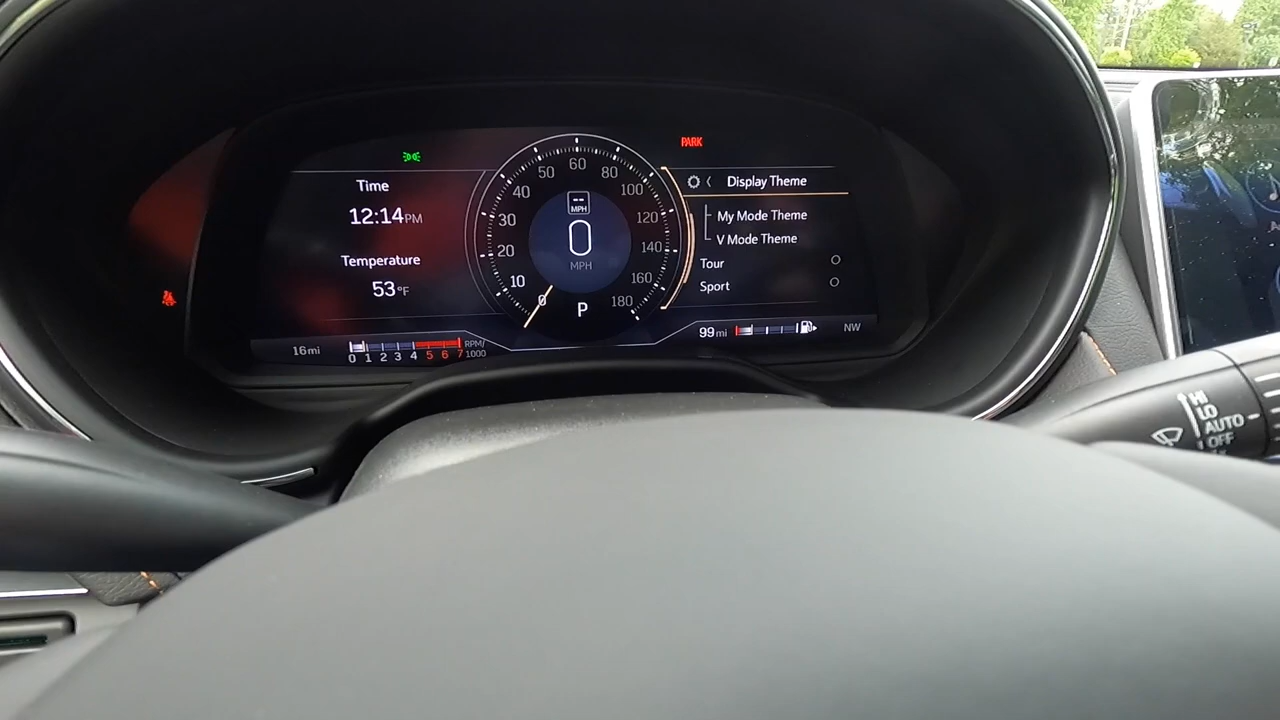 PARK
Time
12:14PM
Temperature
53°F
Display Theme
My Mode Theme
V Mode Theme
Tour
Sport
0 10 20 30 40 50 60 80 100 120 140 160 180
-- MPH
0
MPH
P
16mi
0 1 2 3 4 5 6 7
RPM/
1000
99mi
NW
HI
LO
AUTO
OFF